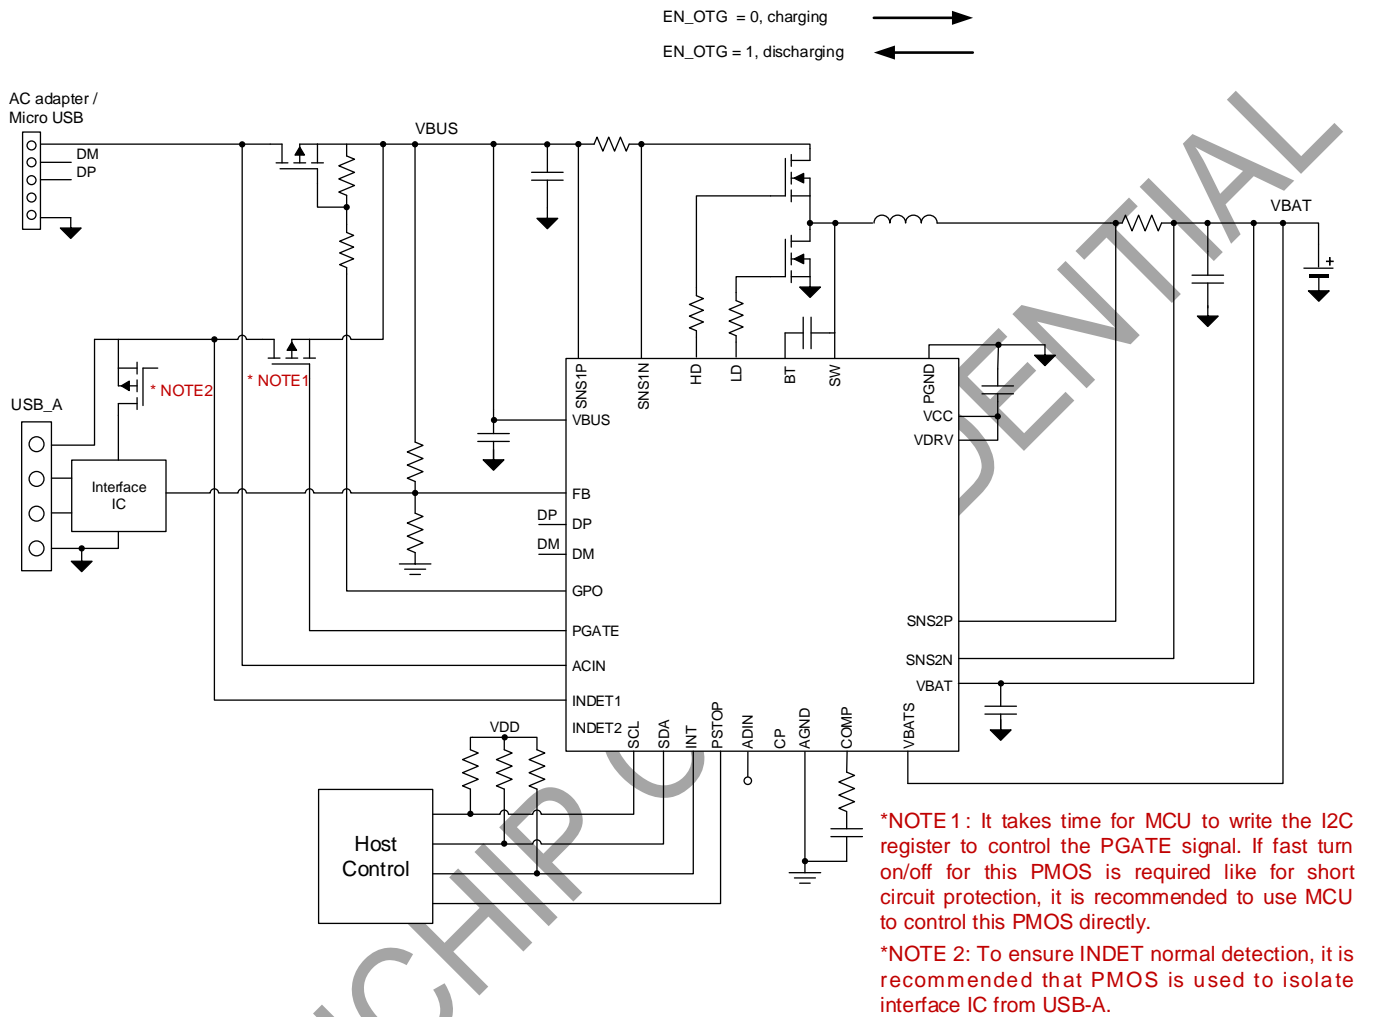 EN_OTG = 0, charging
EN_OTG = 1, discharging
AC adapter /
Micro USB
DM
DP
VBUS
VBAT
+
* NOTE2
* NOTE1
USB_A
Interface
IC
SNS1P
SNS1N
HD
LD
BT
SW
PGND
VBUS
VCC
VDRV
FB
DP
DP
DM
DM
GPO
PGATE
ACIN
INDET1
INDET2
SNS2P
SNS2N
VBAT
SCL
SDA
INT
PSTOP
ADIN
CP
AGND
COMP
VBATS
VDD
Host
Control
*NOTE1: It takes time for MCU to write the I2C
register to control the PGATE signal. If fast turn
on/off for this PMOS is required like for short
circuit protection, it is recommended to use MCU
to control this PMOS directly.
*NOTE 2: To ensure INDET normal detection, it is
recommended that PMOS is used to isolate
interface IC from USB-A.